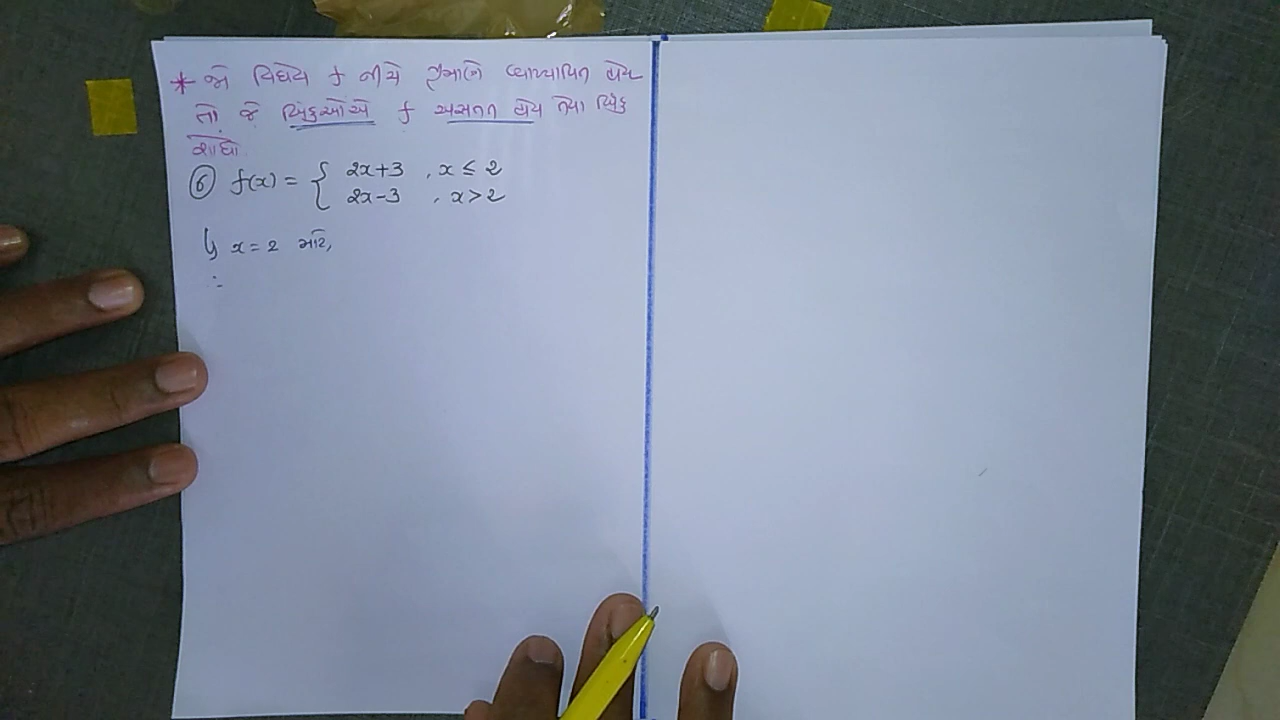 * જો વિધેય f નીચે પ્રમાણે વ્યાખ્યાયિત હોય
તો જે બિંદુઓએ f અસતત હોય તેવા બિંદુ
શોધો
⑥ f(x) = { 2x+3 , x ≤ 2
2x-3 , x > 2
↳ x = 2 માટે,
: